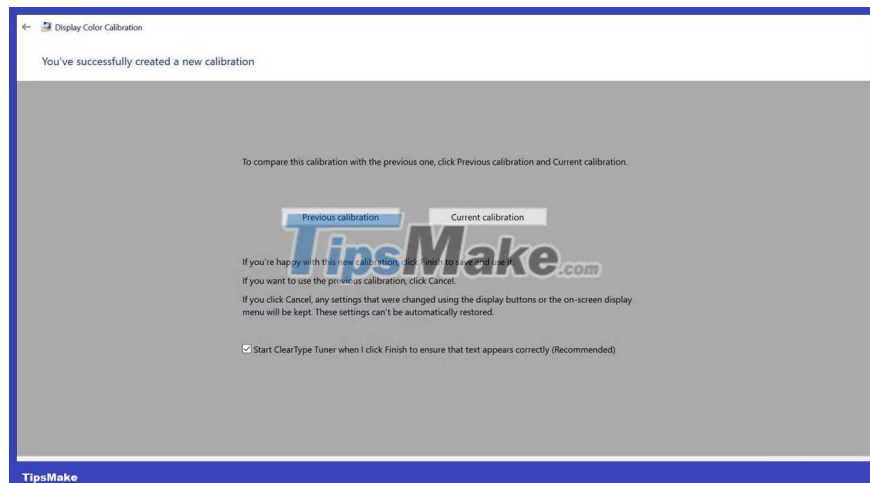 Display Color Calibration
You've successfully created a new calibration
To compare this calibration with the previous one, click Previous calibration and Current calibration.
Previous calibration
Current calibration
TipsMake.com
If you're happy with this new calibration, click Finish to save and use it.
If you want to use the previous calibration, click Cancel.
If you click Cancel, any settings that were changed using the display buttons or the on-screen display
menu will be kept. These settings can't be automatically restored.
Start ClearType Tuner when I click Finish to ensure that text appears correctly (Recommended)
TipsMake